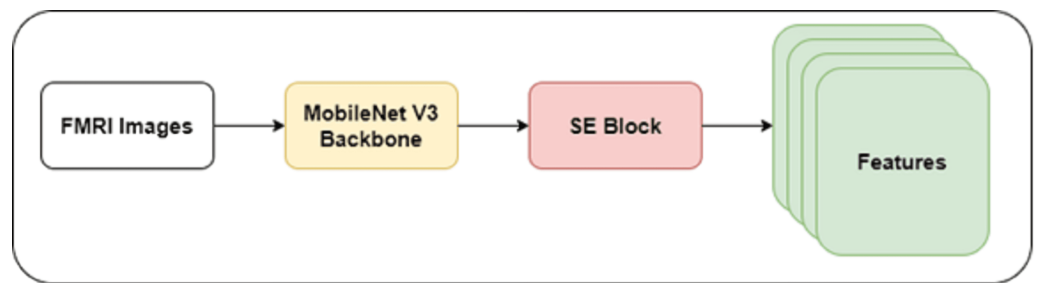 FMRI Images
MobileNet V3
Backbone
SE Block
Features